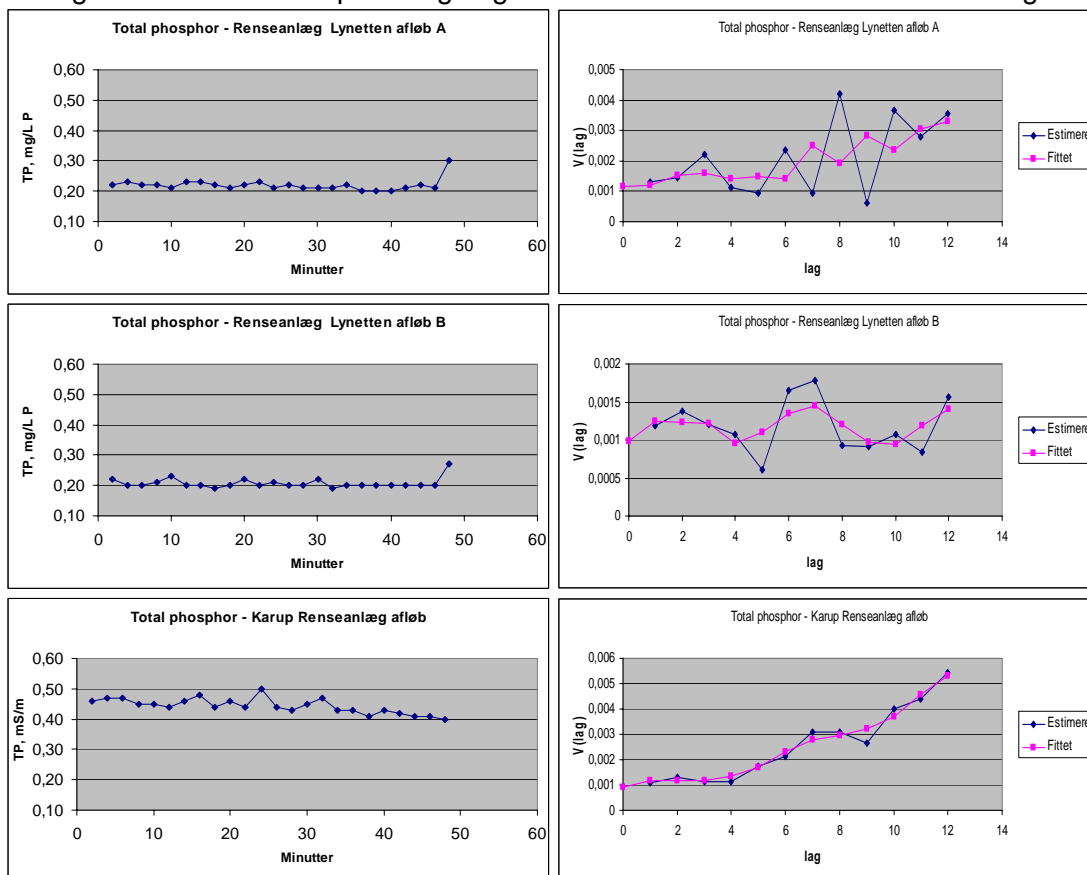 Total phosphor - Renseanlæg Lynetten afløb A
TP, mg/L P
0,60
0,50
0,40
0,30
0,20
0,10
0 10 20 30 40 50 60
Minutter
Total phosphor - Renseanlæg Lynetten afløb A
V (lag)
0,005
0,004
0,003
0,002
0,001
0
0 2 4 6 8 10 12 14
lag
Estimere
Fittet
Total phosphor - Renseanlæg Lynetten afløb B
TP, mg/L P
0,60
0,50
0,40
0,30
0,20
0,10
0 10 20 30 40 50 60
Minutter
Total phosphor - Renseanlæg Lynetten afløb B
V (lag)
0,002
0,0015
0,001
0,0005
0
0 2 4 6 8 10 12 14
lag
Estimere
Fittet
Total phosphor - Karup Renseanlæg afløb
TP, mS/m
0,60
0,50
0,40
0,30
0,20
0,10
0 10 20 30 40 50 60
Minutter
Total phosphor - Karup Renseanlæg afløb
V (lag)
0,006
0,005
0,004
0,003
0,002
0,001
0
0 2 4 6 8 10 12 14
lag
Estimere
Fittet